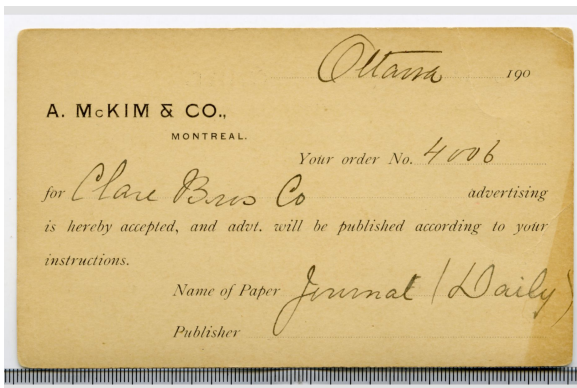 Ottawa 190
A. McKIM & CO.,
MONTREAL.
Your order No. 4006
for Clare Bros Co advertising
is hereby accepted, and advt. will be published according to your
instructions.
Name of Paper Journal (Daily)
Publisher